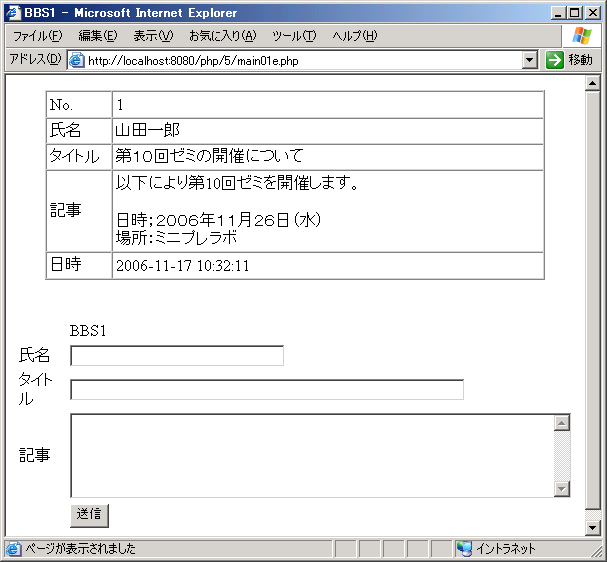 BBS1 - Microsoft Internet Explorer
ファイル(F) 編集(E) 表示(V) お気に入り(A) ツール(T) ヘルプ(H)
アドレス(D) http://localhost:8080/php/5/main01e.php 移動
No. 1
氏名 山田一郎
タイトル 第１０回ゼミの開催について
記事 以下により第10回ゼミを開催します。
日時；２００６年１１月２６日（水）
場所：ミニプレラボ
日時 2006-11-17 10:32:11
BBS1
氏名
タイト
ル
記事
送信
ページが表示されました イントラネット